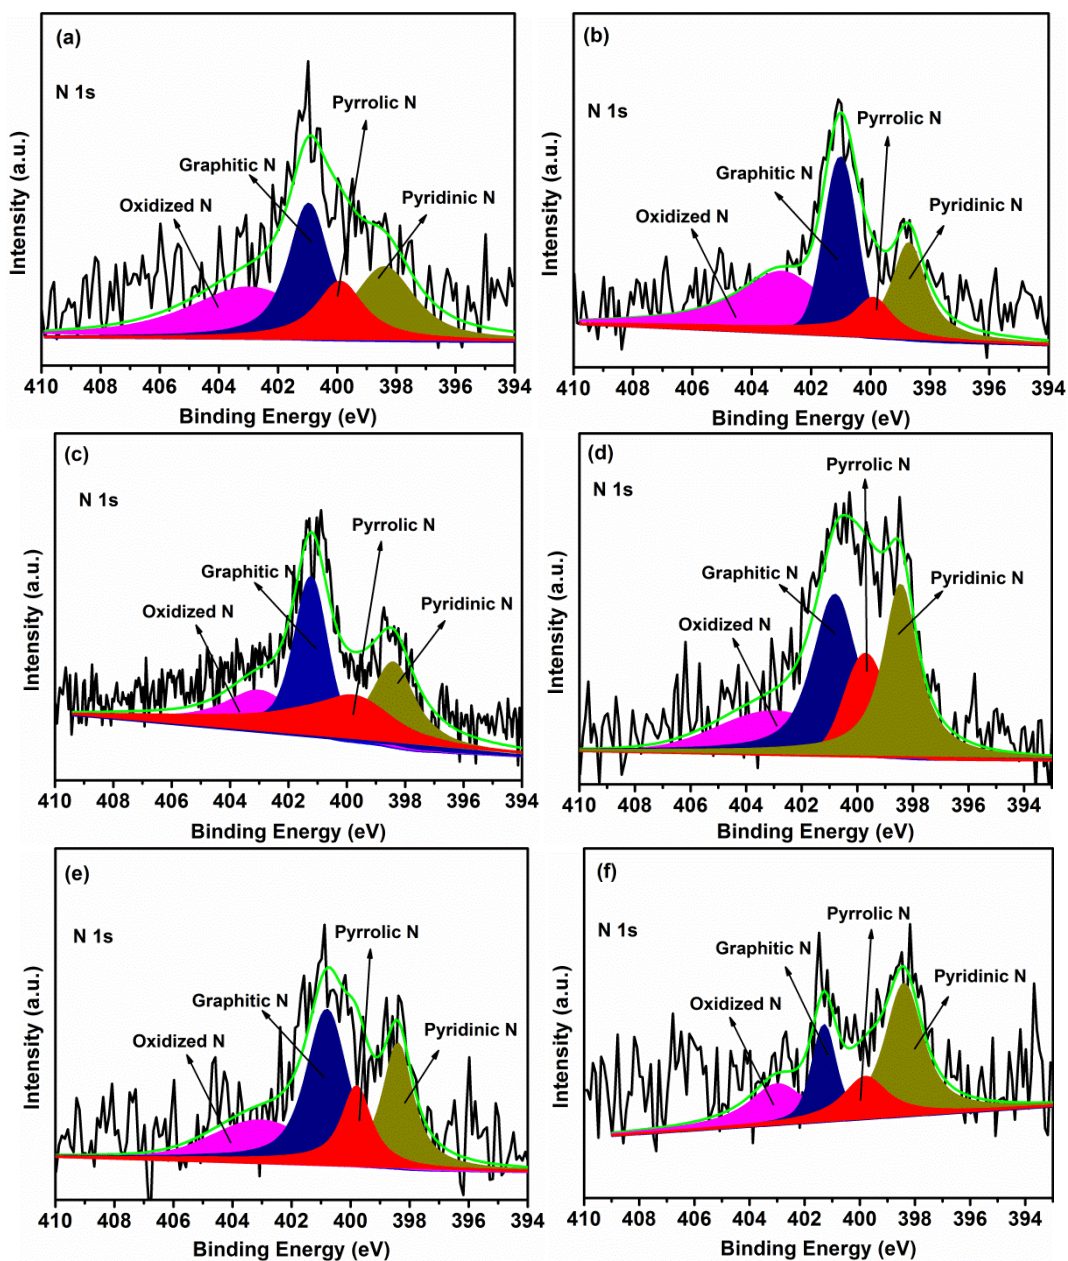 (a)
N 1s
Pyrrolic N
Graphitic N
Pyridinic N
Oxidized N
Intensity (a.u.)
410 408 406 404 402 400 398 396 394
Binding Energy (eV)
(b)
N 1s
Pyrrolic N
Graphitic N
Pyridinic N
Oxidized N
Intensity (a.u.)
410 408 406 404 402 400 398 396 394
Binding Energy (eV)
(c)
N 1s
Pyrrolic N
Graphitic N
Pyridinic N
Oxidized N
Intensity (a.u.)
410 408 406 404 402 400 398 396 394
Binding Energy (eV)
(d)
Pyrrolic N
N 1s
Graphitic N
Pyridinic N
Oxidized N
Intensity (a.u.)
410 408 406 404 402 400 398 396 394
Binding Energy (eV)
(e)
N 1s
Pyrrolic N
Graphitic N
Pyridinic N
Oxidized N
Intensity (a.u.)
410 408 406 404 402 400 398 396 394
Binding Energy (eV)
(f)
Pyrrolic N
N 1s
Graphitic N
Pyridinic N
Oxidized N
Intensity (a.u.)
410 408 406 404 402 400 398 396 394
Binding Energy (eV)